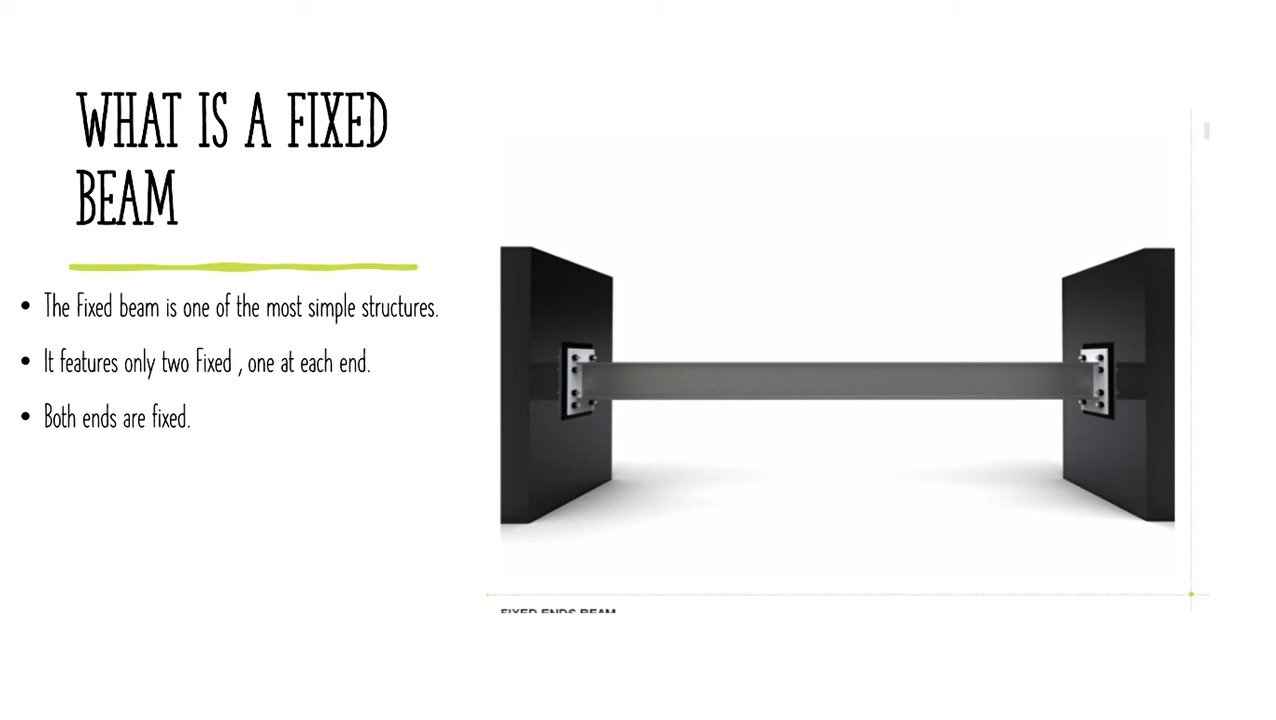 WHAT IS A FIXED
BEAM
• The Fixed beam is one of the most simple structures.
• It features only two Fixed , one at each end.
• Both ends are fixed.
FIXED ENDS BEAM